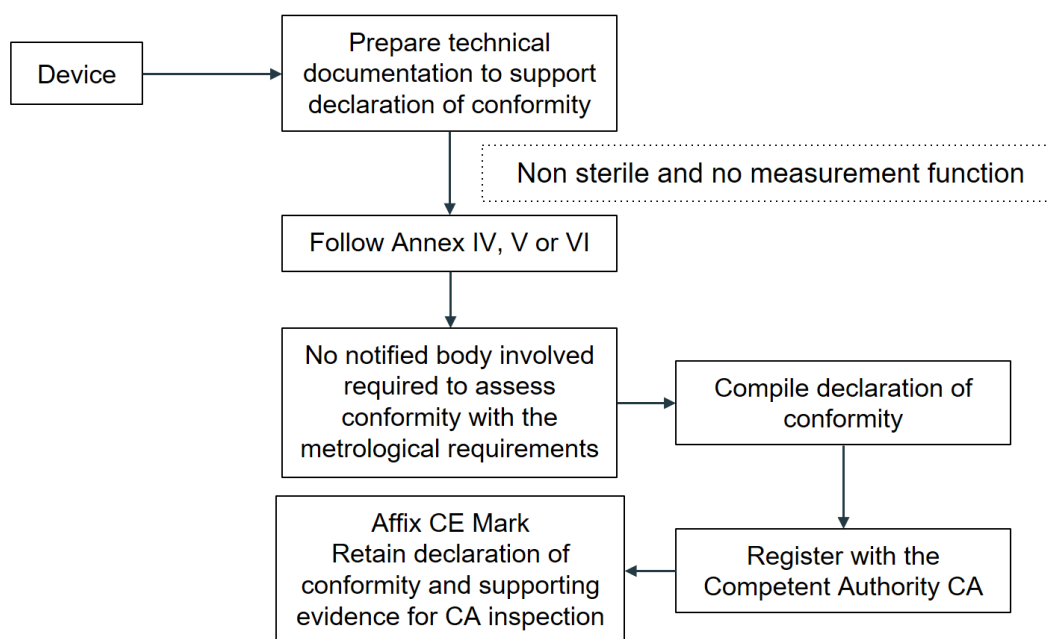 Device
Prepare technical
documentation to support
declaration of conformity
Non sterile and no measurement function
Follow Annex IV, V or VI
No notified body involved
required to assess
conformity with the
metrological requirements
Compile declaration of
conformity
Register with the
Competent Authority CA
Affix CE Mark
Retain declaration of
conformity and supporting
evidence for CA inspection